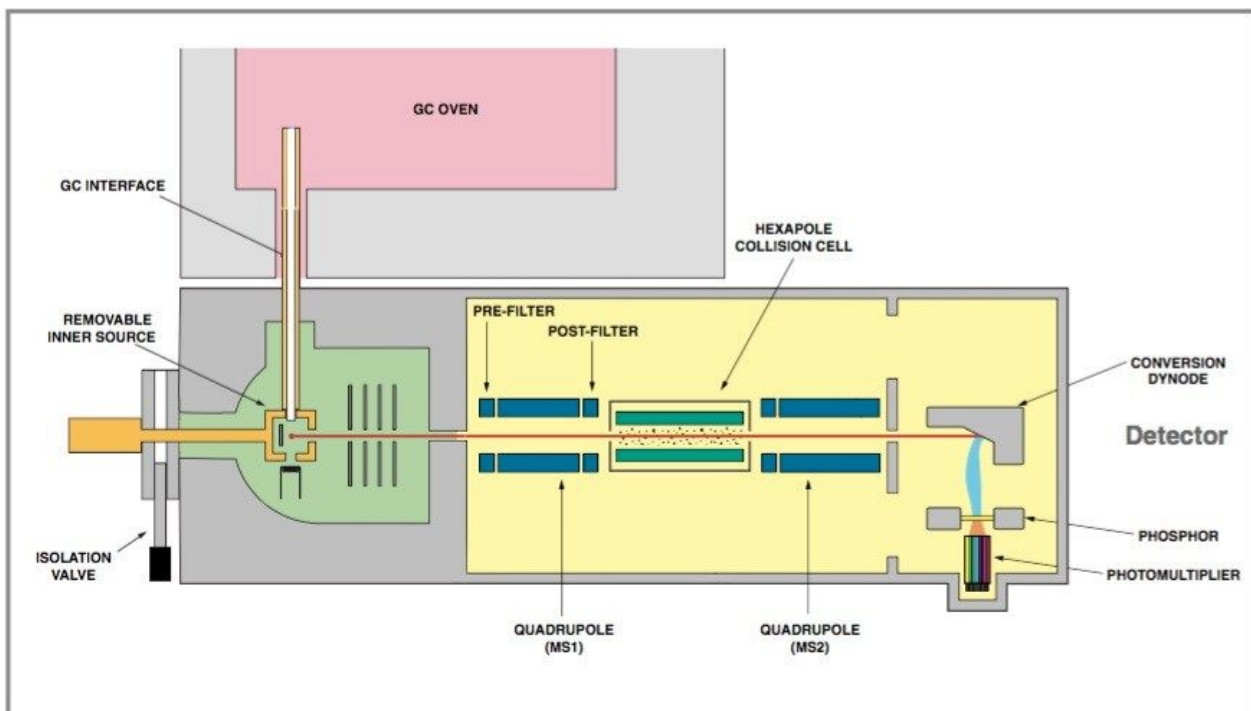 GC OVEN
GC INTERFACE
HEXAPOLE
COLLISION CELL
REMOVABLE
INNER SOURCE
PRE-FILTER
POST-FILTER
CONVERSION
DYNODE
Detector
ISOLATION
VALVE
PHOSPHOR
PHOTOMULTIPLIER
QUADRUPOLE
(MS1)
QUADRUPOLE
(MS2)